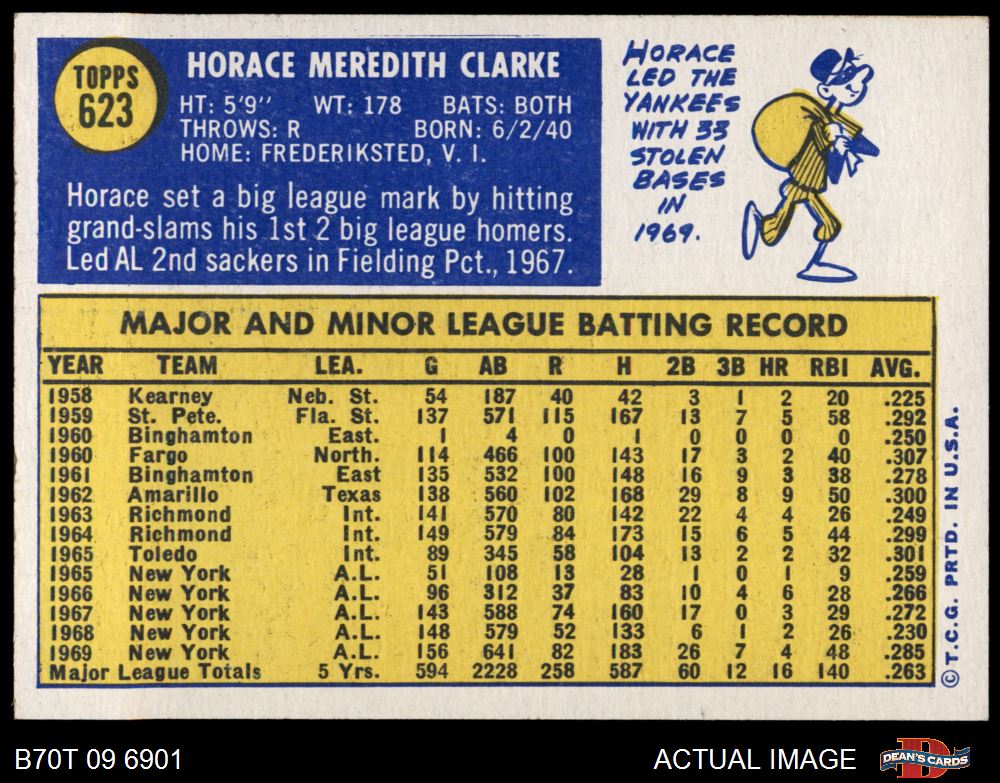 TOPPS
623
HORACE MEREDITH CLARKE
HT: 5'9" WT: 178 BATS: BOTH
THROWS: R BORN: 6/2/40
HOME: FREDERIKSTED, V. I.
Horace set a big league mark by hitting
grand-slams his 1st 2 big league homers.
Led AL 2nd sackers in Fielding Pct., 1967.
HORACE
LED THE
YANKEES
WITH 33
STOLEN
BASES
IN
1969.
MAJOR AND MINOR LEAGUE BATTING RECORD
YEAR TEAM LEA. G AB R H 2B 3B HR RBI AVG.
1958 Kearney Neb. St. 54 187 40 42 3 1 2 20 .225
1959 St. Pete. Fla. St. 137 571 115 167 13 7 5 58 .292
1960 Binghamton East. 1 4 0 1 0 0 0 0 .250
1960 Fargo North. 114 466 100 143 17 3 2 40 .307
1961 Binghamton East 135 532 100 148 16 9 3 38 .278
1962 Amarillo Texas 138 560 102 168 29 8 9 50 .300
1963 Richmond Int. 141 570 80 142 22 4 4 26 .249
1964 Richmond Int. 149 579 84 173 15 6 5 44 .299
1965 Toledo Int. 89 345 58 104 13 2 2 32 .301
1965 New York A.L. 51 108 13 28 1 0 1 9 .259
1966 New York A.L. 96 312 37 83 10 4 6 28 .266
1967 New York A.L. 143 588 74 160 17 0 3 29 .272
1968 New York A.L. 148 579 52 133 6 1 2 26 .230
1969 New York A.L. 156 641 82 183 26 7 4 48 .285
Major League Totals 5 Yrs. 594 2228 258 587 60 12 16 140 .263
©T.C.G. PRTD. IN U.S.A.
B70T 09 6901
ACTUAL IMAGE
DEAN'S CARDS